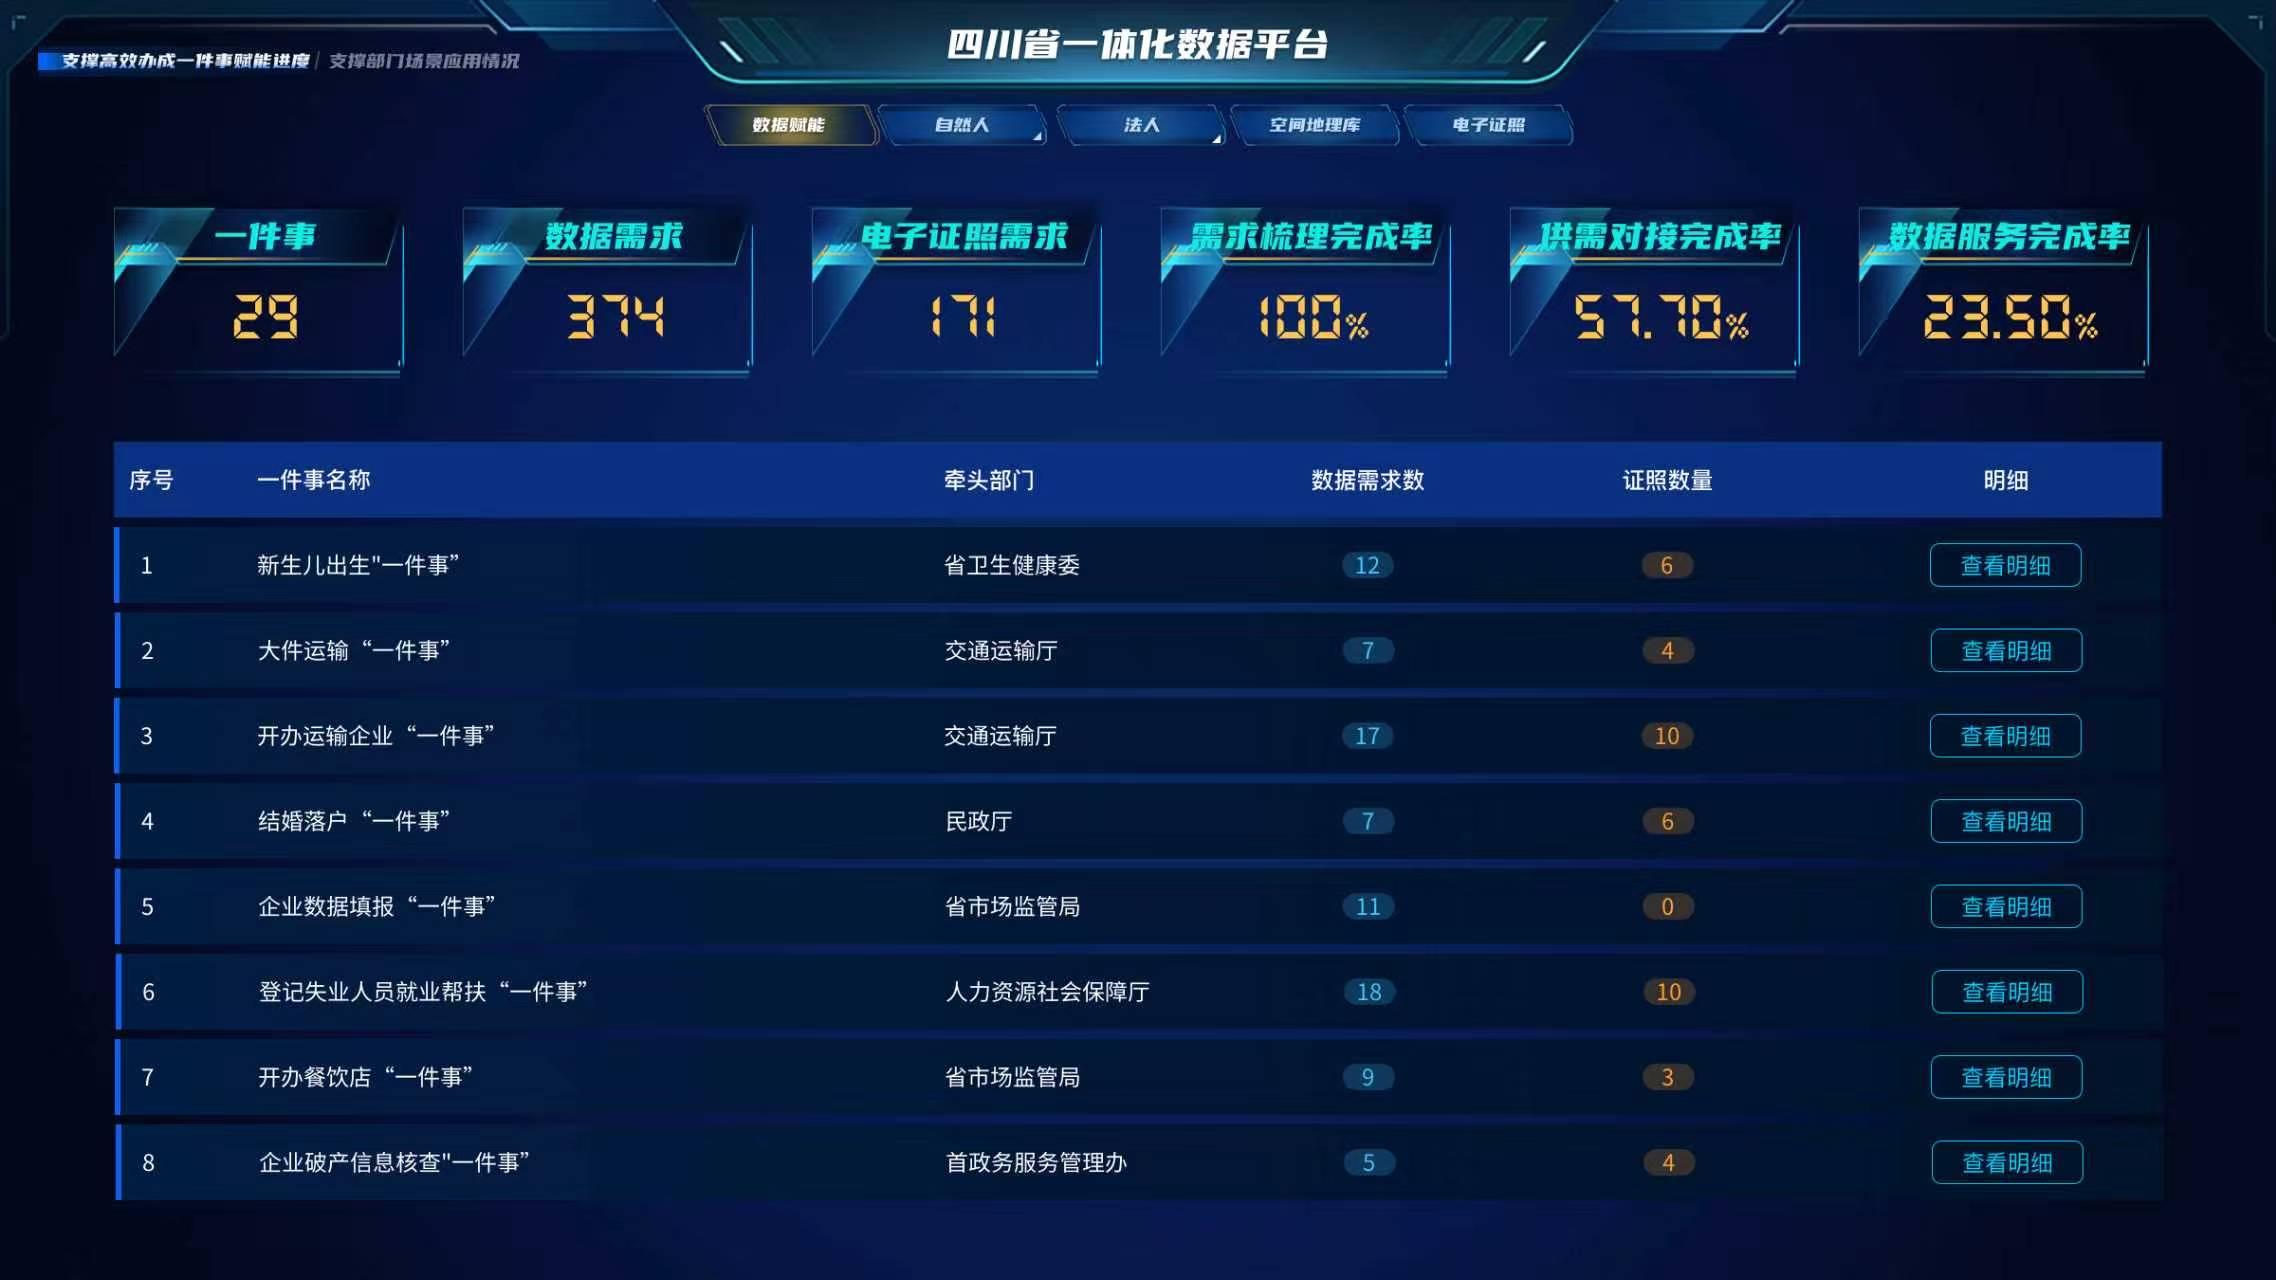 四川省一体化数据平台
支撑高效办成一件事赋能进度 | 支撑部门场景应用情况
数据赋能 自然人 法人 空间地理库 电子证照
一件事 数据需求 电子证照需求 需求梳理完成率 供需对接完成率 数据服务完成率
29 374 171 100% 57.70% 23.50%
序号 一件事名称 牵头部门 数据需求数 证照数量 明细
1 新生儿出生"一件事” 省卫生健康委 12 6 查看明细
2 大件运输“一件事” 交通运输厅 7 4 查看明细
3 开办运输企业“一件事” 交通运输厅 17 10 查看明细
4 结婚落户“一件事” 民政厅 7 6 查看明细
5 企业数据填报“一件事” 省市场监管局 11 0 查看明细
6 登记失业人员就业帮扶“一件事” 人力资源社会保障厅 18 10 查看明细
7 开办餐饮店“一件事” 省市场监管局 9 3 查看明细
8 企业破产信息核查"一件事” 首政务服务管理办 5 4 查看明细